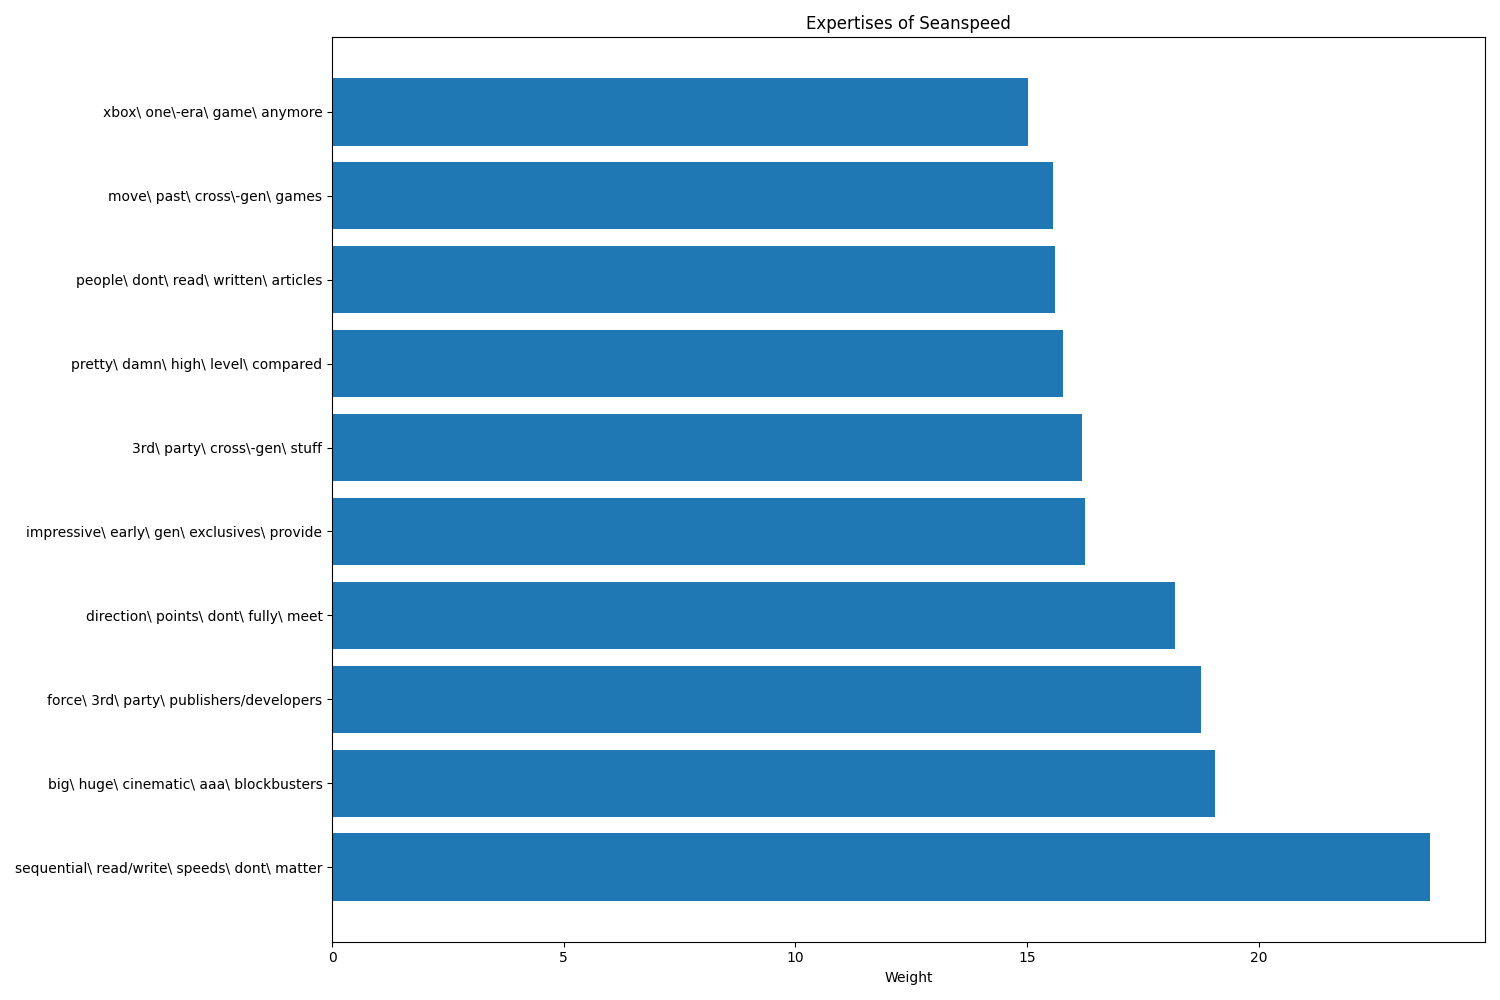 Expertises of Seanspeed
xbox\ one\-era\ game\ anymore
move\ past\ cross\-gen\ games
people\ dont\ read\ written\ articles
pretty\ damn\ high\ level\ compared
3rd\ party\ cross\-gen\ stuff
impressive\ early\ gen\ exclusives\ provide
direction\ points\ dont\ fully\ meet
force\ 3rd\ party\ publishers/developers
big\ huge\ cinematic\ aaa\ blockbusters
sequential\ read/write\ speeds\ dont\ matter
0 5 10 15 20
Weight